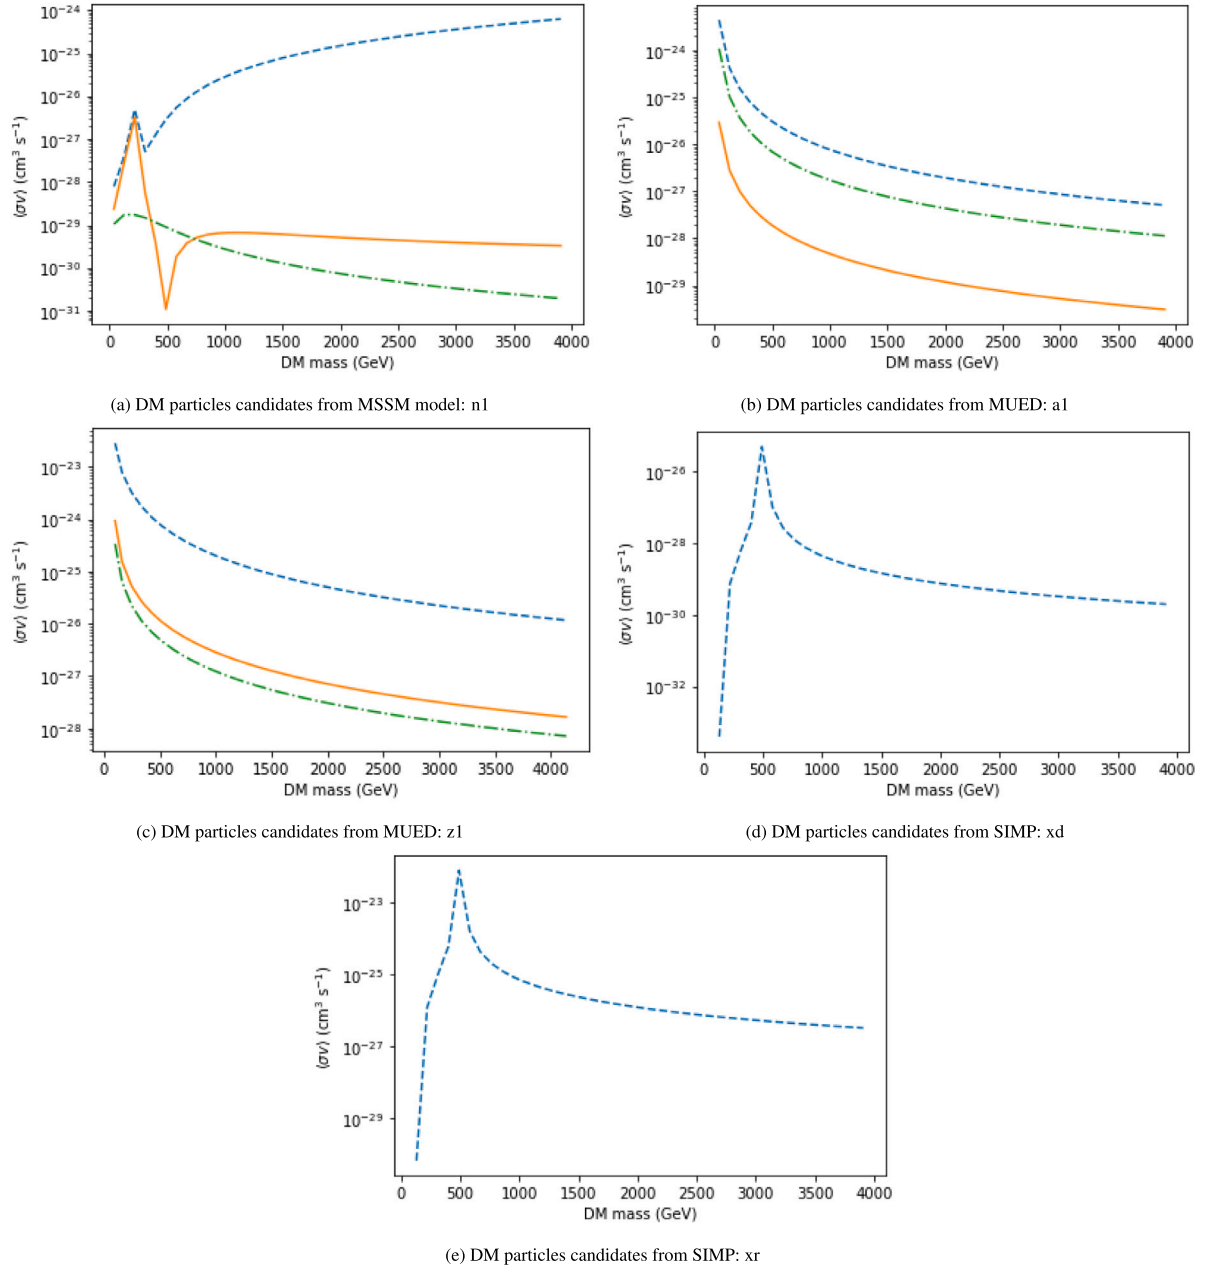 10⁻²⁴
10⁻²⁵
10⁻²⁶
10⁻²⁷
10⁻²⁸
10⁻²⁹
10⁻³⁰
10⁻³¹
⟨σv⟩ (cm³ s⁻¹)
0 500 1000 1500 2000 2500 3000 3500 4000
DM mass (GeV)
(a) DM particles candidates from MSSM model: n1
10⁻²⁴
10⁻²⁵
10⁻²⁶
10⁻²⁷
10⁻²⁸
10⁻²⁹
⟨σv⟩ (cm³ s⁻¹)
0 500 1000 1500 2000 2500 3000 3500 4000
DM mass (GeV)
(b) DM particles candidates from MUED: a1
10⁻²³
10⁻²⁴
10⁻²⁵
10⁻²⁶
10⁻²⁷
10⁻²⁸
⟨σv⟩ (cm³ s⁻¹)
0 500 1000 1500 2000 2500 3000 3500 4000
DM mass (GeV)
(c) DM particles candidates from MUED: z1
10⁻²⁶
10⁻²⁸
10⁻³⁰
10⁻³²
⟨σv⟩ (cm³ s⁻¹)
0 500 1000 1500 2000 2500 3000 3500 4000
DM mass (GeV)
(d) DM particles candidates from SIMP: xd
10⁻²³
10⁻²⁵
10⁻²⁷
10⁻²⁹
⟨σv⟩ (cm³ s⁻¹)
0 500 1000 1500 2000 2500 3000 3500 4000
DM mass (GeV)
(e) DM particles candidates from SIMP: xr